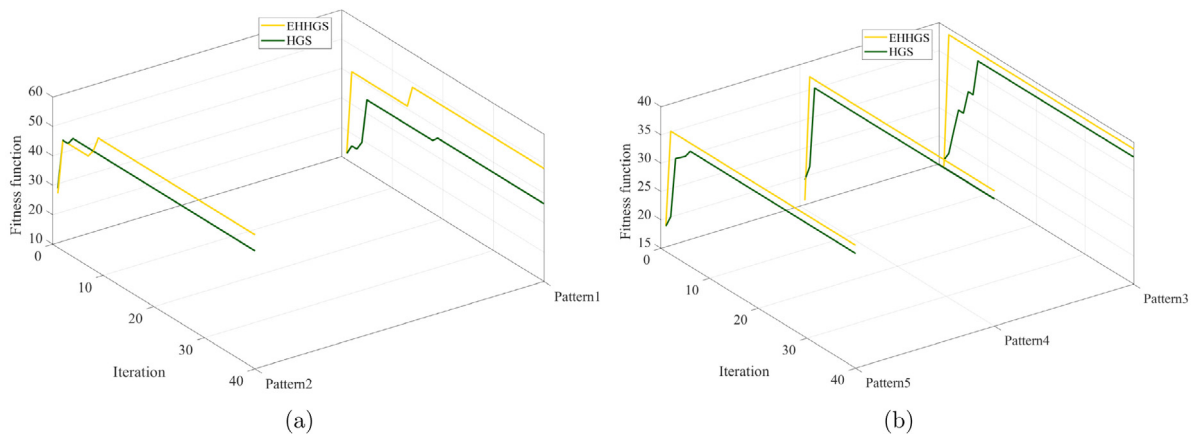 EHHGS
HGS
60
50
40
30
20
10
Fitness function
0
10
20
30
40
Iteration
Pattern1
Pattern2
(a)
EHHGS
HGS
40
35
30
25
20
15
Fitness function
0
10
20
30
40
Iteration
Pattern3
Pattern4
Pattern5
(b)